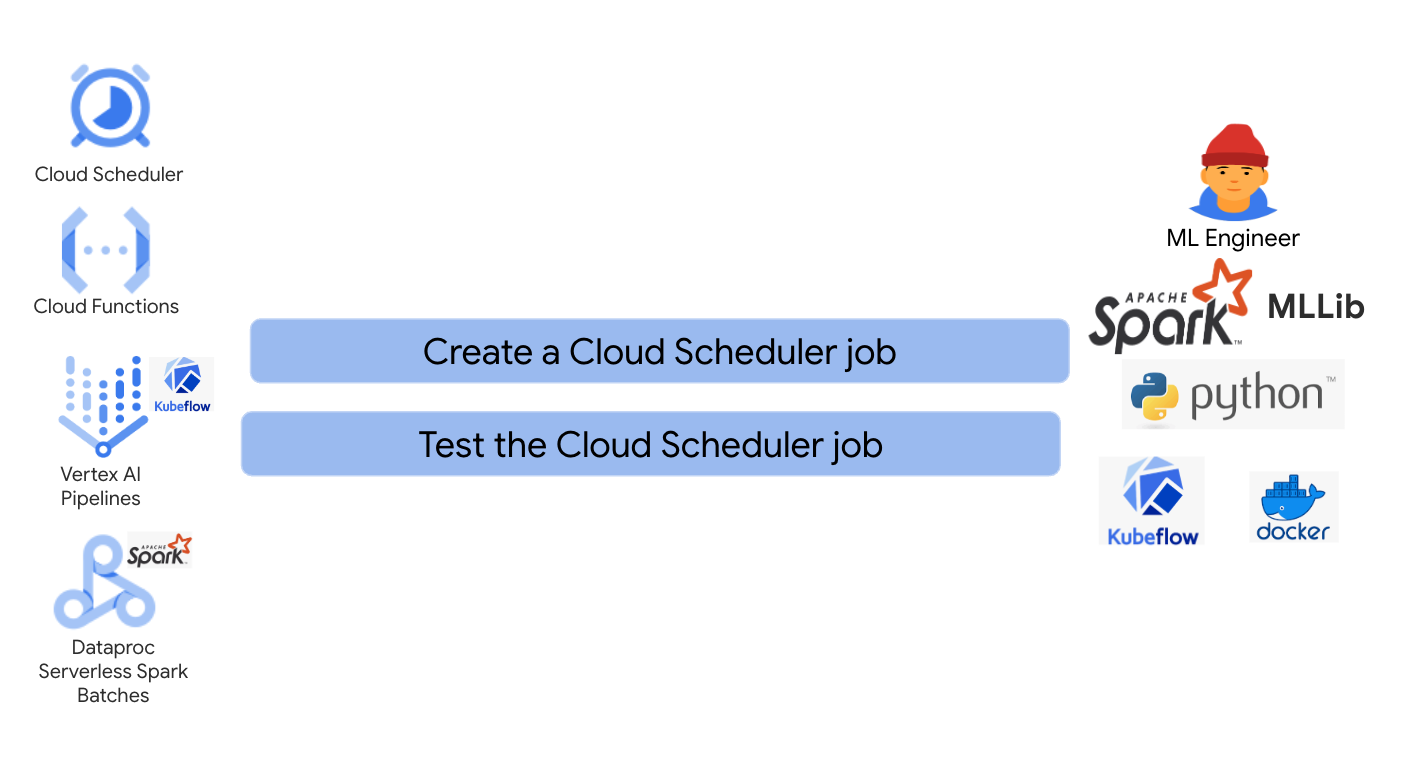 Cloud Scheduler
Cloud Functions
Kubeflow
Vertex AI
Pipelines
APACHE
Spark™
Dataproc
Serverless Spark
Batches
Create a Cloud Scheduler job
Test the Cloud Scheduler job
ML Engineer
APACHE
Spark™
MLLib
python™
Kubeflow
docker